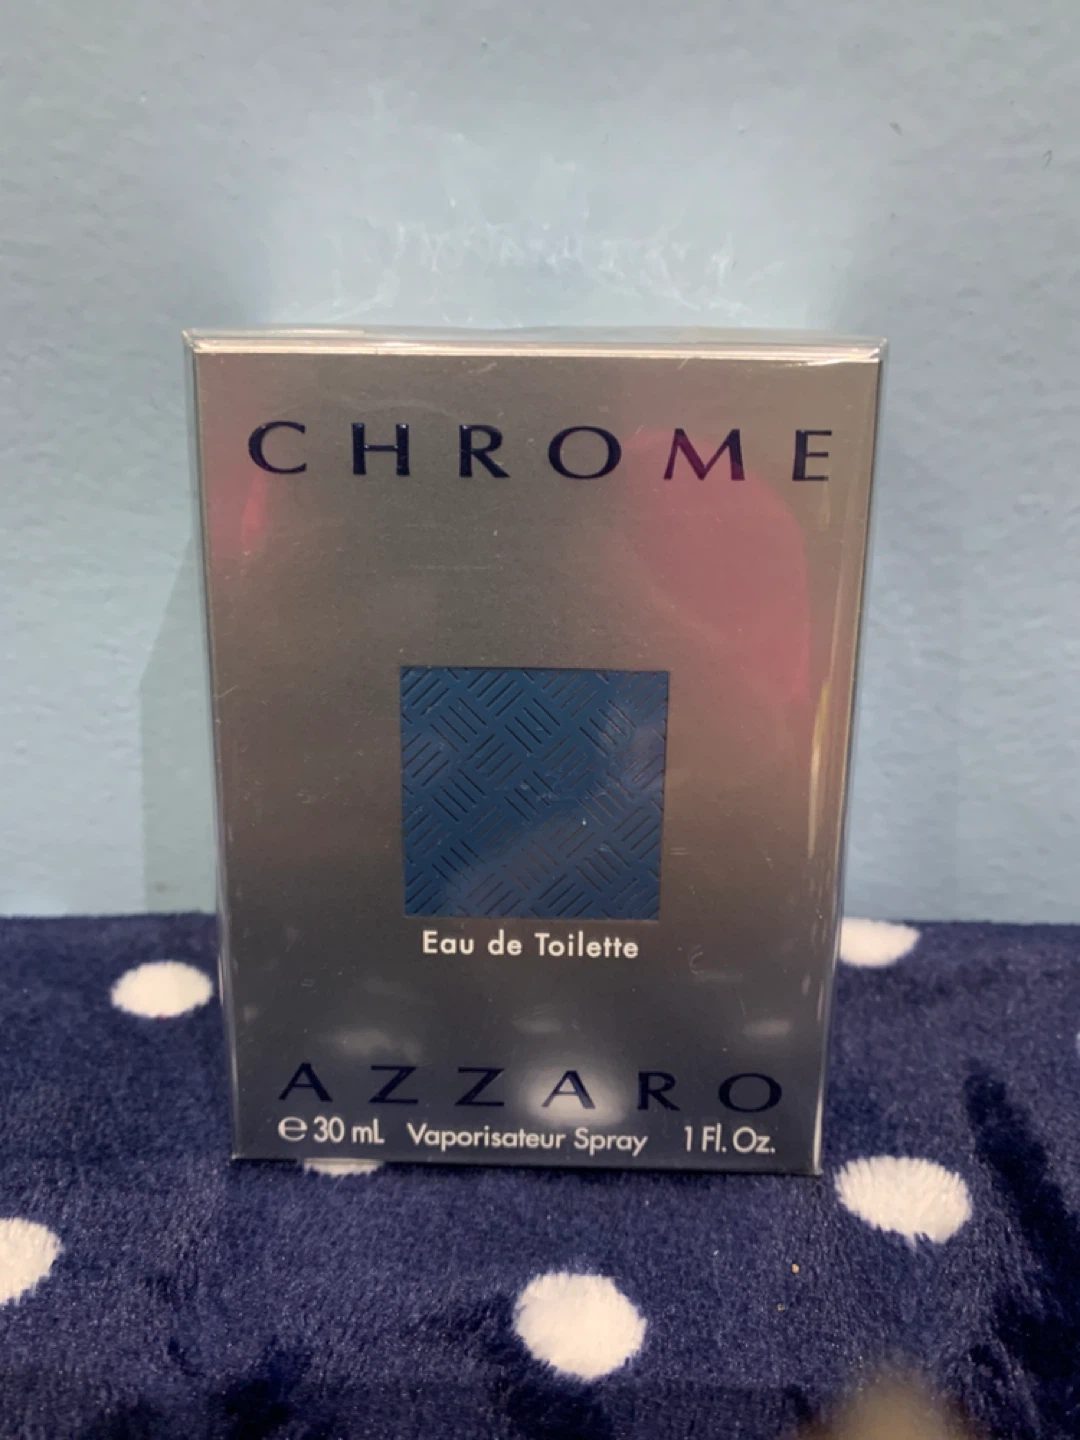 CHROME
Eau de Toilette
AZZARO
℮ 30 mL Vaporisateur Spray 1 Fl. Oz.